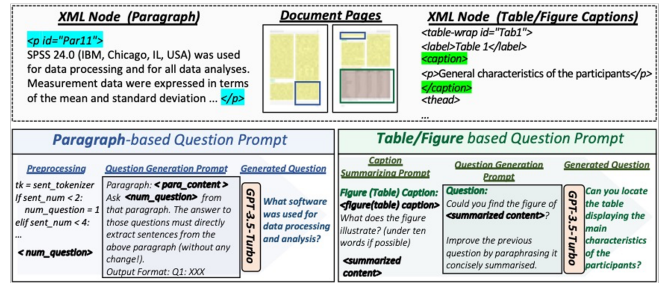 XML Node (Paragraph)
<p id="Par11">
SPSS 24.0 (IBM, Chicago, IL, USA) was used
for data processing and for all data analyses.
Measurement data were expressed in terms
of the mean and standard deviation ... </p>
Document Pages
XML Node (Table/Figure Captions)
<table-wrap id="Tab1">
<label>Table 1</label>
<caption>
<p>General characteristics of the participants</p>
</caption>
<thead>
...
Paragraph-based Question Prompt
Preprocessing
tk = sent_tokenizer
If sent_num < 2:
num_question = 1
elif sent_num < 4:
...
< num_question>
Question Generation Prompt
Paragraph: < para_content >
Ask <num_question> from
that paragraph. The answer to
those questions must directly
extract sentences from the
above paragraph (without any
change!).
Output Format: Q1: XXX
GPT-3.5-Turbo
Generated Question
What software
was used for
data processing
and analysis?
Table/Figure based Question Prompt
Caption
Summarizing Prompt
Figure (Table) Caption:
<figure(table) caption>
What does the figure
illustrate? (under ten
words if possible)
<summarized
content>
Question Generation
Prompt
Question:
Could you find the figure of
<summarized content>?
Improve the previous
question by paraphrasing it
concisely summarised.
GPT-3.5-Turbo
Generated Question
Can you locate
the table
displaying the
main
characteristics
of the
participants?